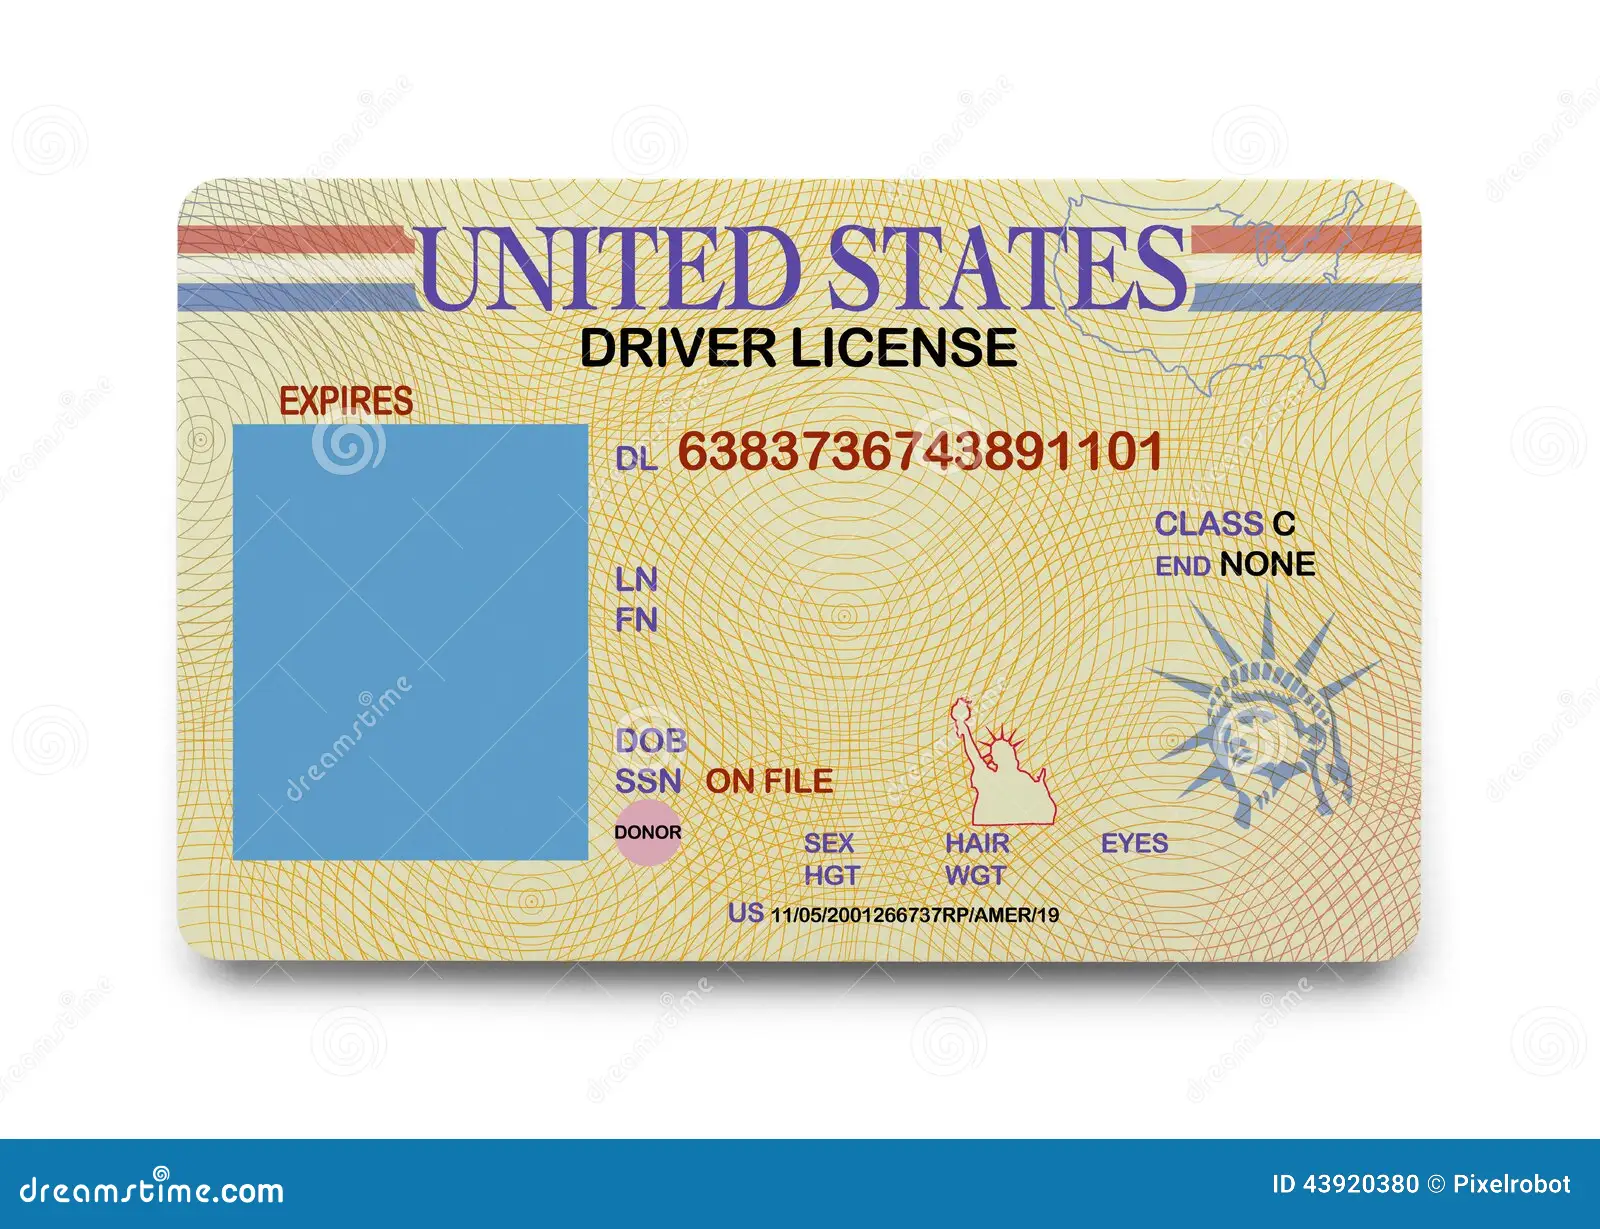 UNITED STATES
DRIVER LICENSE
EXPIRES
DL 6383736743891101
CLASS C
END NONE
LN
FN
DOB
SSN ON FILE
DONOR
SEX HAIR EYES
HGT WGT
US 11/05/2001266737RP/AMER/19
dreamstime
dreamstime.com
ID 43920380 © Pixelrobot